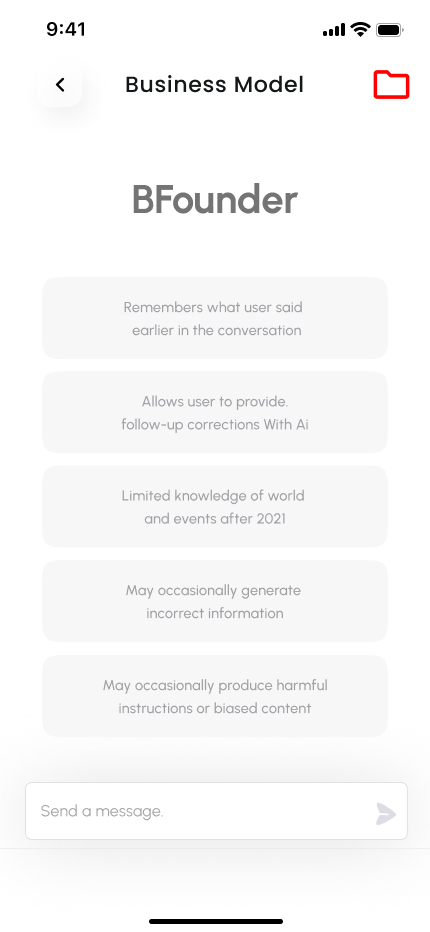 9:41
Business Model
BFounder
Remembers what user said
earlier in the conversation
Allows user to provide.
follow-up corrections With Ai
Limited knowledge of world
and events after 2021
May occasionally generate
incorrect information
May occasionally produce harmful
instructions or biased content
Send a message.